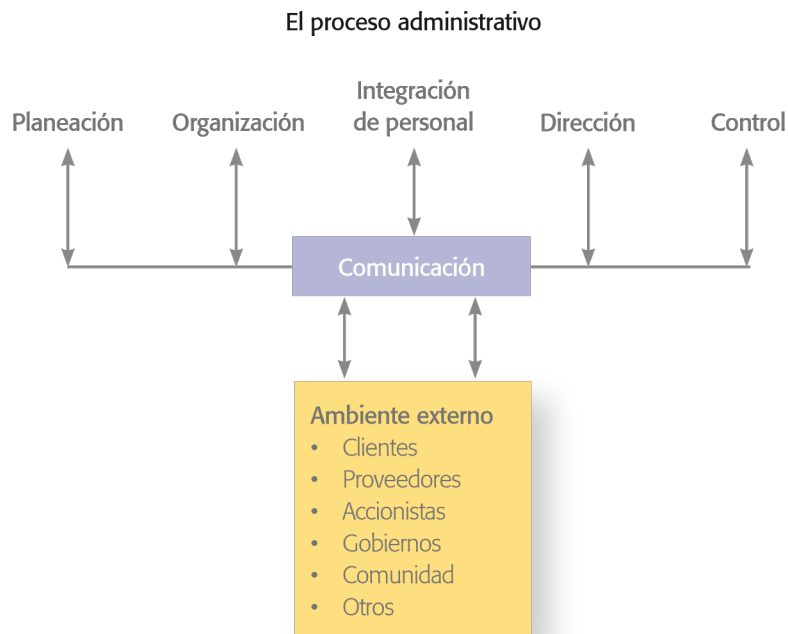 El proceso administrativo
Planeación
Organización
Integración
de personal
Dirección
Control
Comunicación
Ambiente externo
• Clientes
• Proveedores
• Accionistas
• Gobiernos
• Comunidad
• Otros